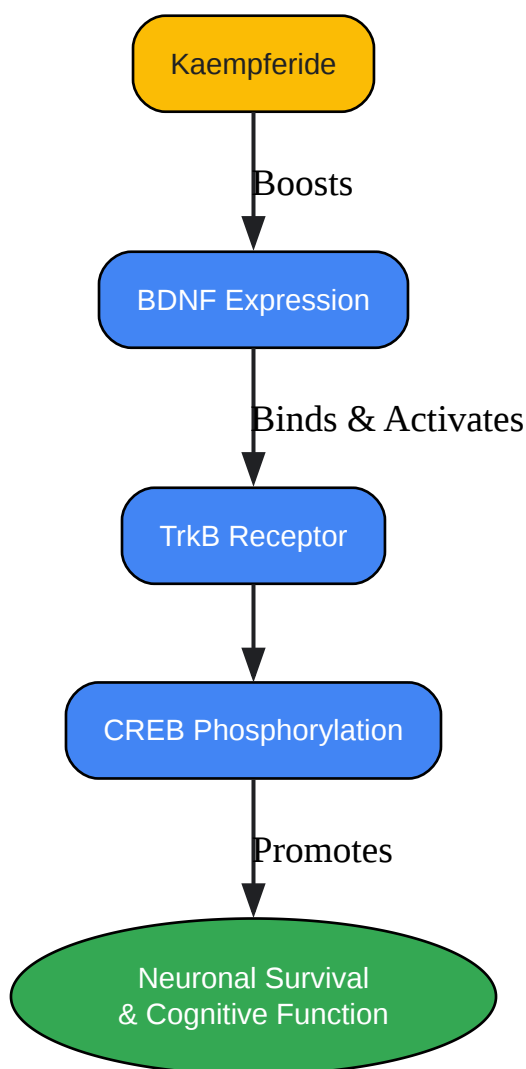 Kaempferide
Boosts
BDNF Expression
Binds & Activates
TrkB Receptor
CREB Phosphorylation
Promotes
Neuronal Survival
& Cognitive Function